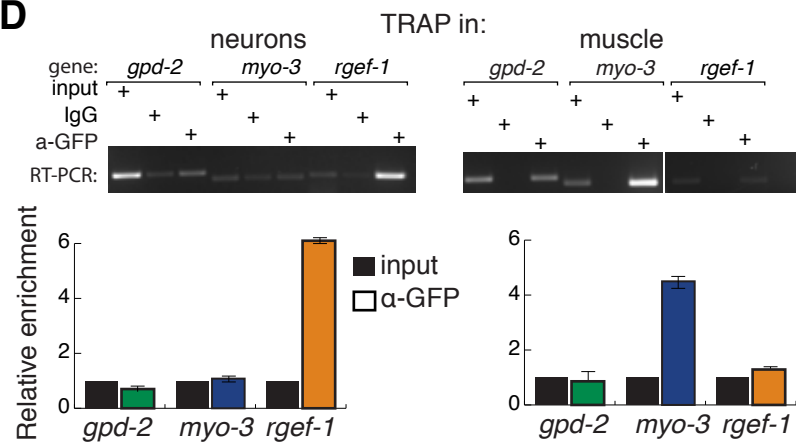 D
TRAP in:
neurons muscle
gene: gpd-2 myo-3 rgef-1 gpd-2 myo-3 rgef-1
input + + + + + +
IgG + + + + + +
a-GFP + + + + + +
RT-PCR:
Relative enrichment
6 6
4 4
2 2
0 0
input
α-GFP
gpd-2 myo-3 rgef-1 gpd-2 myo-3 rgef-1